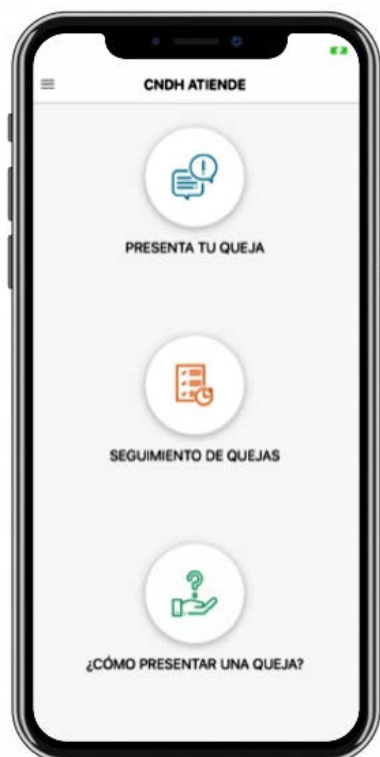 CNDH ATIENDE
PRESENTA TU QUEJA
SEGUIMIENTO DE QUEJAS
¿CÓMO PRESENTAR UNA QUEJA?